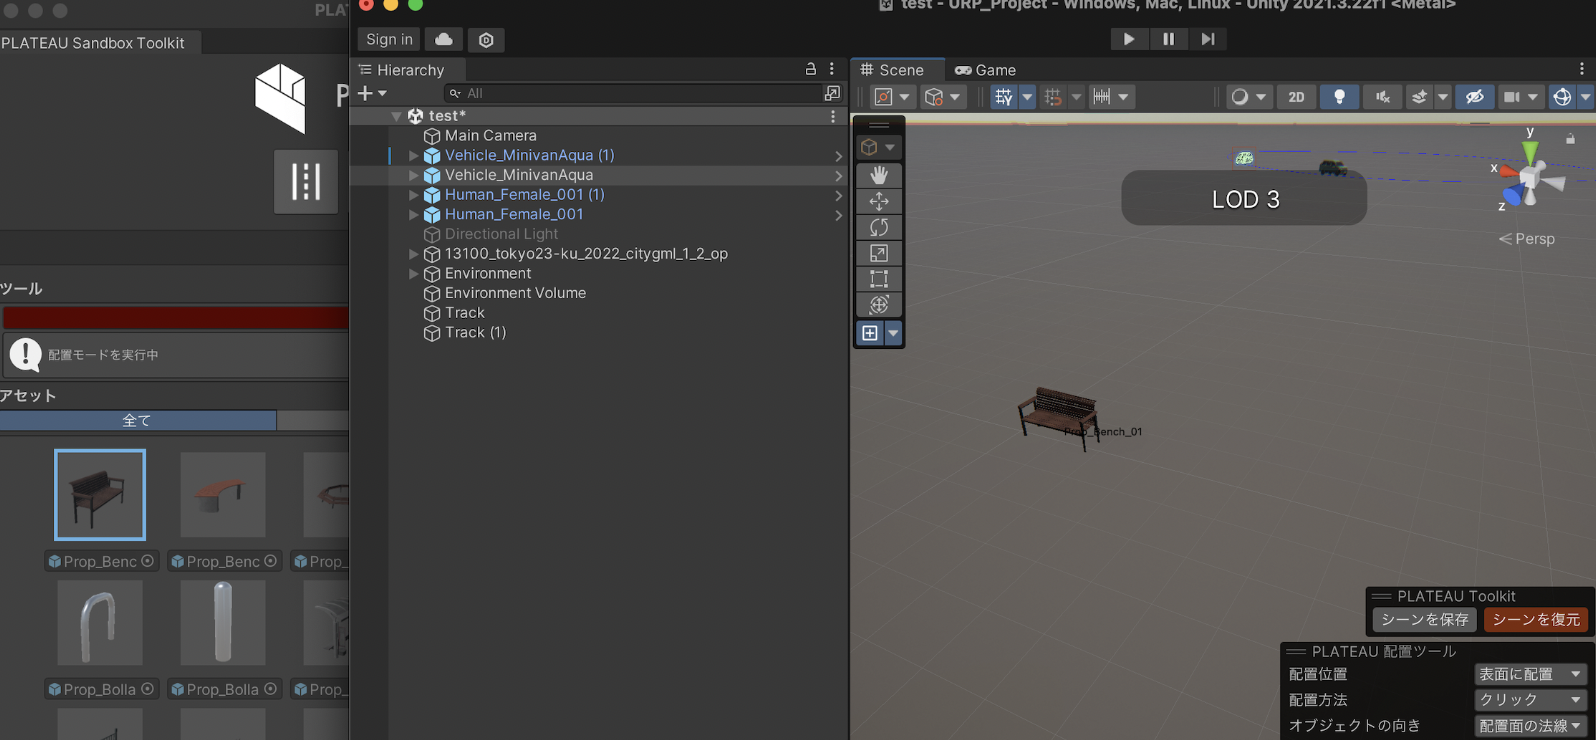 PLAT
test - URP_Project - Windows, Mac, Linux - Unity 2021.3.22f1 <Metal>
PLATEAU Sandbox Toolkit
P
ツール
配置モードを実行中
アセット
全て
Prop_Benc
Prop_Benc
Prop_
Prop_Bolla
Prop_Bolla
Prop_
Sign in
Hierarchy
All
test*
Main Camera
Vehicle_MinivanAqua (1)
Vehicle_MinivanAqua
Human_Female_001 (1)
Human_Female_001
Directional Light
13100_tokyo23-ku_2022_citygml_1_2_op
Environment
Environment Volume
Track
Track (1)
Scene
Game
2D
y
x
z
Persp
LOD 3
Prop_Bench_01
PLATEAU Toolkit
シーンを保存
シーンを復元
PLATEAU 配置ツール
配置位置 表面に配置
配置方法 クリック
オブジェクトの向き 配置面の法線